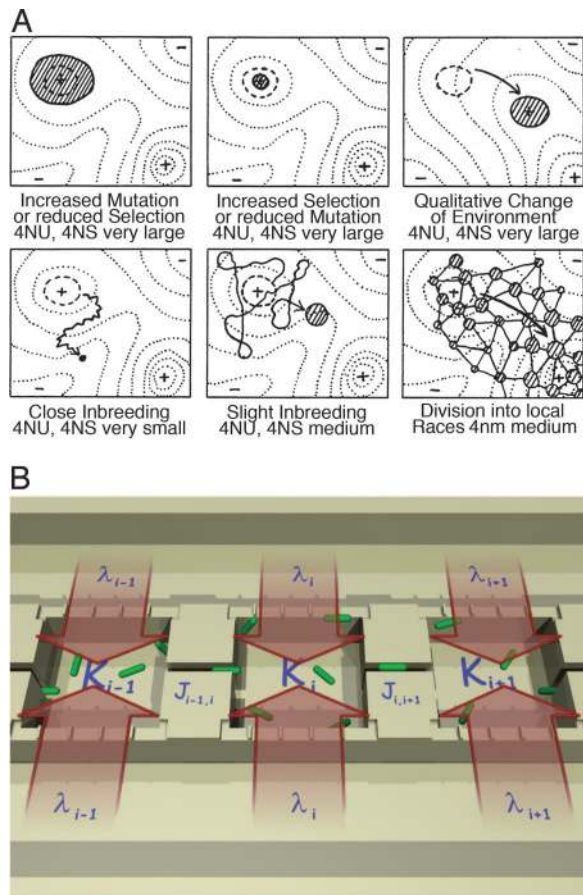 A
Increased Mutation
or reduced Selection
4NU, 4NS very large
Increased Selection
or reduced Mutation
4NU, 4NS very large
Qualitative Change
of Environment
4NU, 4NS very large
Close Inbreeding
4NU, 4NS very small
Slight Inbreeding
4NU, 4NS medium
Division into local
Races 4nm medium
B
λi-1 λi λi+1
Ki-1 Ji-1,i Ki Ji,i+1 Ki+1
λi-1 λi λi+1